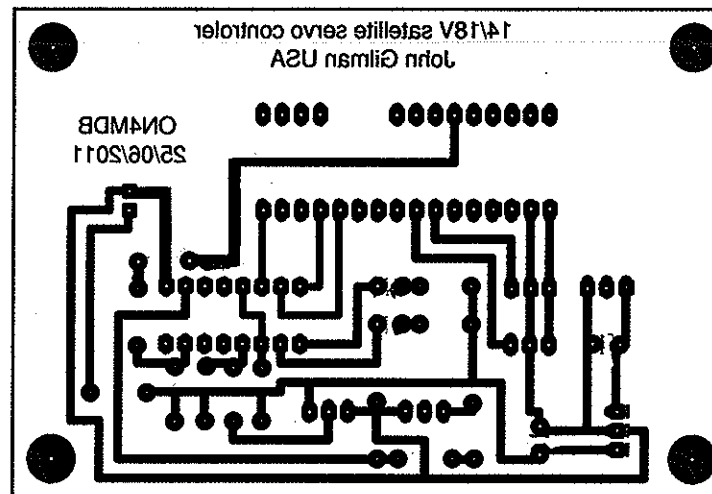 14/18V satellite servo controler
John Gilman USA
ON4MDB
25/06/2011